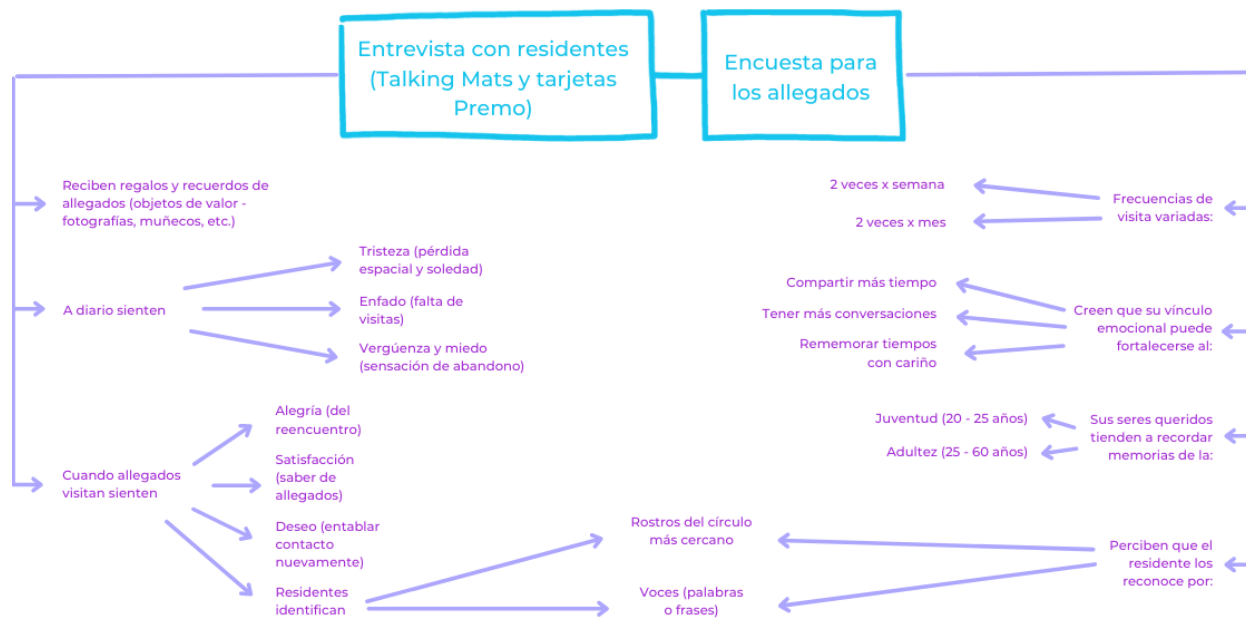 Entrevista con residentes
(Talking Mats y tarjetas
Premo)
Encuesta para
los allegados
Reciben regalos y recuerdos de
allegados (objetos de valor -
fotografías, muñecos, etc.)
A diario sienten
Tristeza (pérdida
espacial y soledad)
Enfado (falta de
visitas)
Vergúenza y miedo
(sensación de abandono)
Cuando allegados
visitan sienten
Alegría (del
reencuentro)
Satisfacción
(saber de
allegados)
Deseo (entablar
contacto
nuevamente)
Residentes
identifican
Rostros del círculo
más cercano
Voces (palabras
o frases)
2 veces x semana
2 veces x mes
Frecuencias de
visita variadas:
Compartir más tiempo
Tener más conversaciones
Rememorar tiempos
con cariño
Creen que su vínculo
emocional puede
fortalecerse al:
Juventud (20 - 25 años)
Adultez (25 - 60 años)
Sus seres queridos
tienden a recordar
memorias de la:
Perciben que el
residente los
reconoce por: